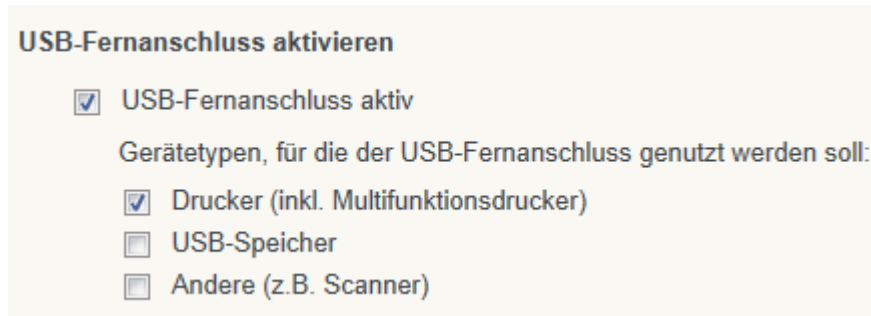 USB-Fernanschluss aktivieren
USB-Fernanschluss aktiv
Gerätetypen, für die der USB-Fernanschluss genutzt werden soll:
Drucker (inkl. Multifunktionsdrucker)
USB-Speicher
Andere (z.B. Scanner)